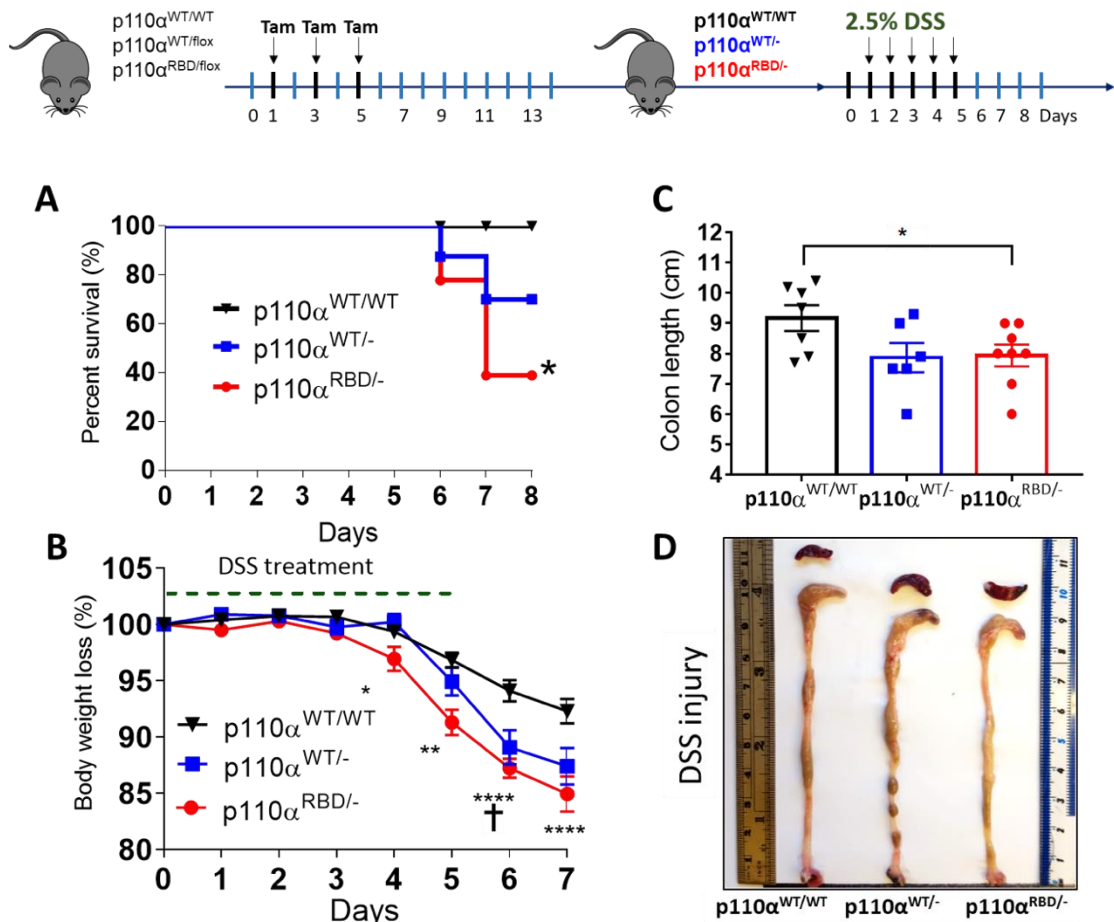 p110α^WT/WT
p110α^WT/flox
p110α^RBD/flox
Tam Tam Tam
0 1 3 5 7 9 11 13
p110α^WT/WT
p110α^WT/-
p110α^RBD/-
2.5% DSS
0 1 2 3 4 5 6 7 8 Days
A
Percent survival (%)
100
80
60
40
20
0
p110α^WT/WT
p110α^WT/-
p110α^RBD/-
*
0 1 2 3 4 5 6 7 8
Days
B
Body weight loss (%)
105
100
95
90
85
80
DSS treatment
p110α^WT/WT
p110α^WT/-
p110α^RBD/-
*
**
****
†
****
0 1 2 3 4 5 6 7
Days
C
Colon length (cm)
12
11
10
9
8
7
6
5
4
*
p110α^WT/WT p110α^WT/- p110α^RBD/-
D
DSS injury
p110α^WT/WT p110α^WT/- p110α^RBD/-